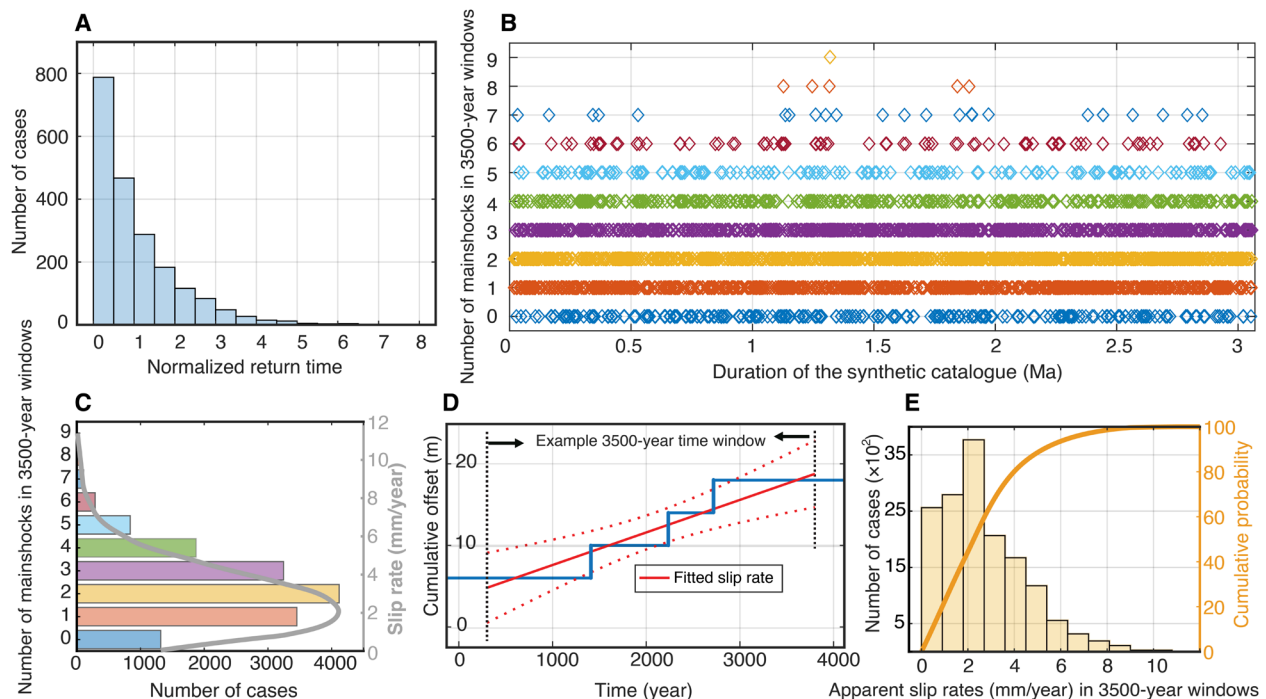 A
Number of cases
800
600
400
200
0
0 1 2 3 4 5 6 7 8
Normalized return time
B
Number of mainshocks in 3500-year windows
9
8
7
6
5
4
3
2
1
0
0 0.5 1 1.5 2 2.5 3
Duration of the synthetic catalogue (Ma)
C
Number of mainshocks in 3500-year windows
9
8
7
6
5
4
3
2
1
0
0 1000 2000 3000 4000
Number of cases
12
10
8
6
4
2
0
Slip rate (mm/year)
D
Cumulative offset (m)
20
10
0
Example 3500-year time window
Fitted slip rate
0 1000 2000 3000 4000
Time (year)
E
Number of cases (×10²)
35
25
15
5
0 2 4 6 8 10
Apparent slip rates (mm/year) in 3500-year windows
100
80
60
40
20
0
Cumulative probability